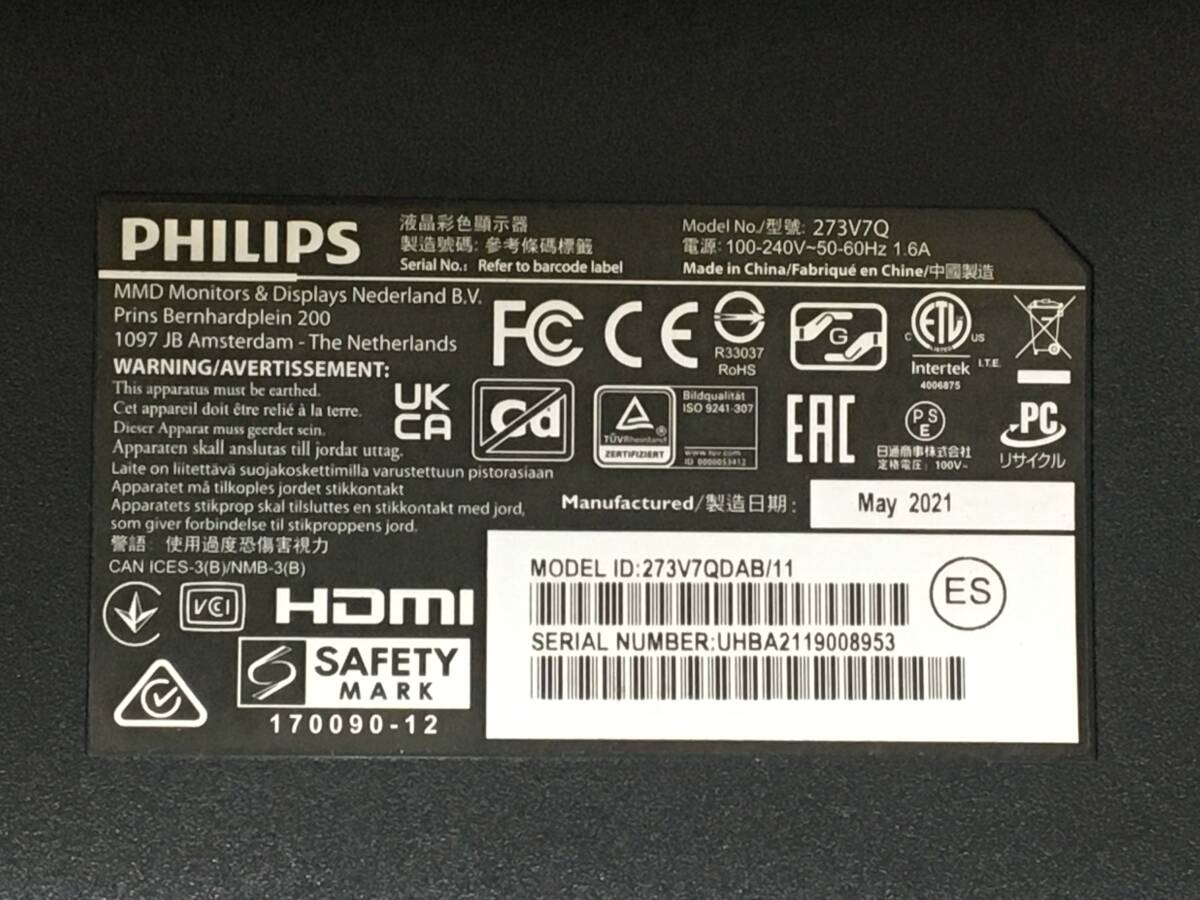 PHILIPS
液晶彩色顯示器
製造號碼: 參考條碼標籤
Serial No.: Refer to barcode label
Model No./型號: 273V7Q
電源: 100-240V~50-60Hz 1.6A
Made in China/Fabriqué en Chine/中國製造
MMD Monitors & Displays Nederland B.V.
Prins Bernhardplein 200
1097 JB Amsterdam - The Netherlands
WARNING/AVERTISSEMENT:
This apparatus must be earthed.
Cet appareil doit être relié à la terre.
Dieser Apparat muss geerdet sein.
Apparaten skall anslutas till jordat uttag.
Laite on liitettävä suojakoskettimilla varustettuun pistorasiaan
Apparatet må tilkoples jordet stikkontakt
Apparatets stikprop skal tilsluttes en stikkontakt med jord,
som giver forbindelse til stikproppens jord.
警語: 使用過度恐傷害視力
CAN ICES-3(B)/NMB-3(B)
FC CE
R33037
RoHS
G
C ETL US
LISTED
Intertek
4006875
I.T.E.
UK
CA
Cd
TÜVRheinland
ZERTIFIZIERT
®
Bildqualität
ISO 9241-307
www.tuv.com
ID 0000053412
EAC
PS
E
日通商事株式会社
定格電圧: 100V~
PC
リサイクル
Manufactured/製造日期:
May 2021
VCCI
HDMI
SAFETY
MARK
170090-12
MODEL ID:273V7QDAB/11
ES
SERIAL NUMBER:UHBA2119008953